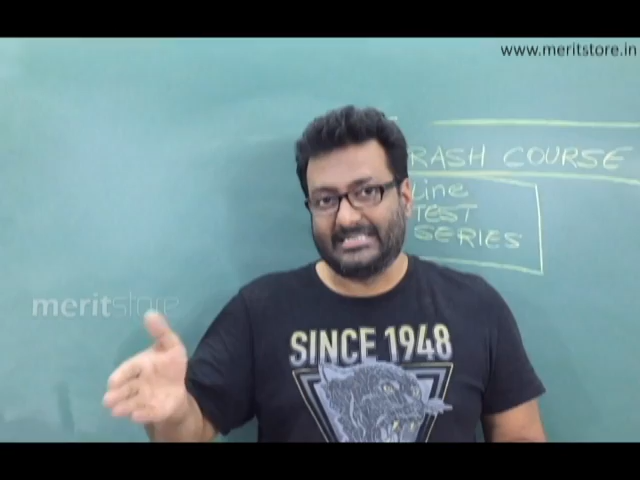 www.meritstore.in
RASH COURSE
Line
TEST
SERIES
meritstore
SINCE 1948